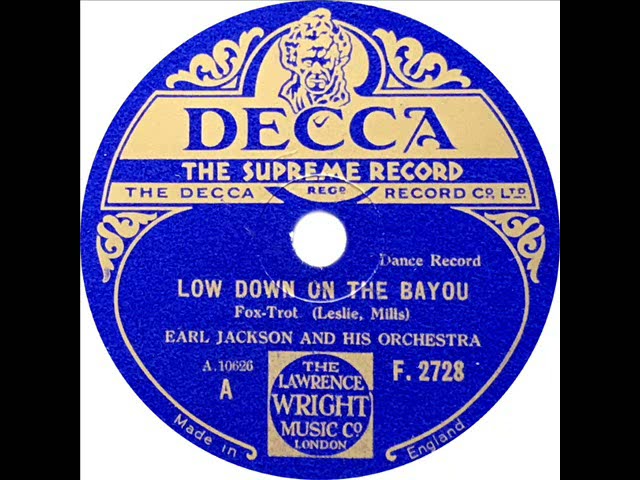 DECCA
THE SUPREME RECORD
THE DECCA REGD RECORD CO. LTD.
Dance Record
LOW DOWN ON THE BAYOU
Fox-Trot (Leslie, Mills)
EARL JACKSON AND HIS ORCHESTRA
A.10626 F. 2728
A
THE
LAWRENCE
WRIGHT
MUSIC CO
LONDON
Made in England.